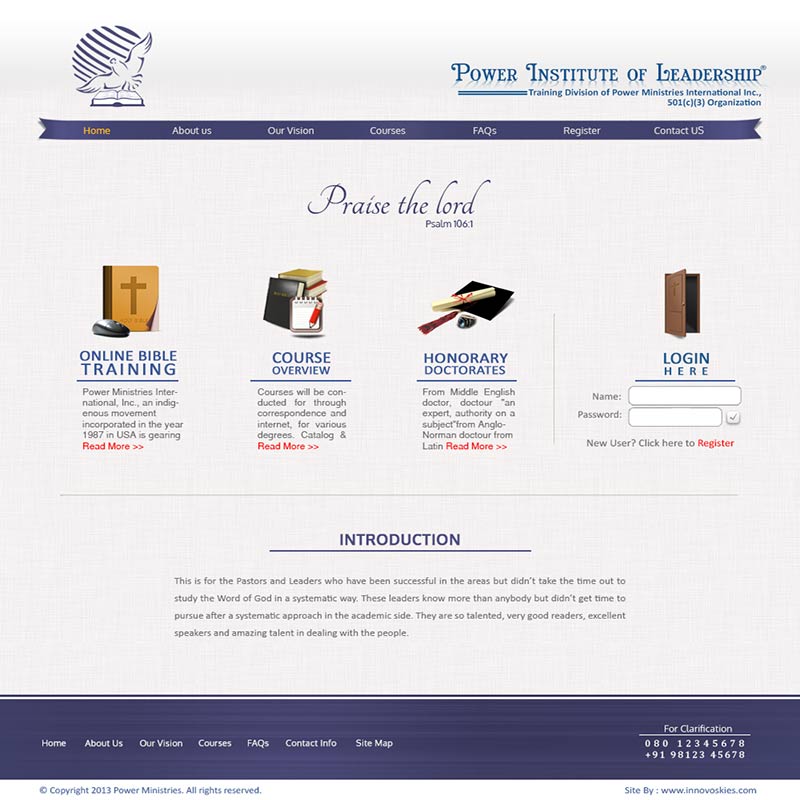 POWER INSTITUTE OF LEADERSHIP®
Training Division of Power Ministries International Inc.,
501(c)(3) Organization
Home About us Our Vision Courses FAQs Register Contact US
Praise the lord
Psalm 106:1
HOLY BIBLE
ONLINE BIBLE
TRAINING
Power Ministries Inter-
national, Inc., an indig-
enous movement
incorporated in the year
1987 in USA is gearing
Read More >>
COURSE
OVERVIEW
Courses will be con-
ducted for through
correspondence and
internet, for various
degrees. Catalog &
Read More >>
HONORARY
DOCTORATES
From Middle English
doctor, doctour "an
expert, authority on a
subject"from Anglo-
Norman doctour from
Latin Read More >>
LOGIN
HERE
Name:
Password:
New User? Click here to Register
INTRODUCTION
This is for the Pastors and Leaders who have been successful in the areas but didn't take the time out to
study the Word of God in a systematic way. These leaders know more than anybody but didn't get time to
pursue after a systematic approach in the academic side. They are so talented, very good readers, excellent
speakers and amazing talent in dealing with the people.
Home About Us Our Vision Courses FAQs Contact Info Site Map
For Clarification
080 12345678
+91 98123 45678
© Copyright 2013 Power Ministries. All rights reserved.
Site By : www.innovoskies.com